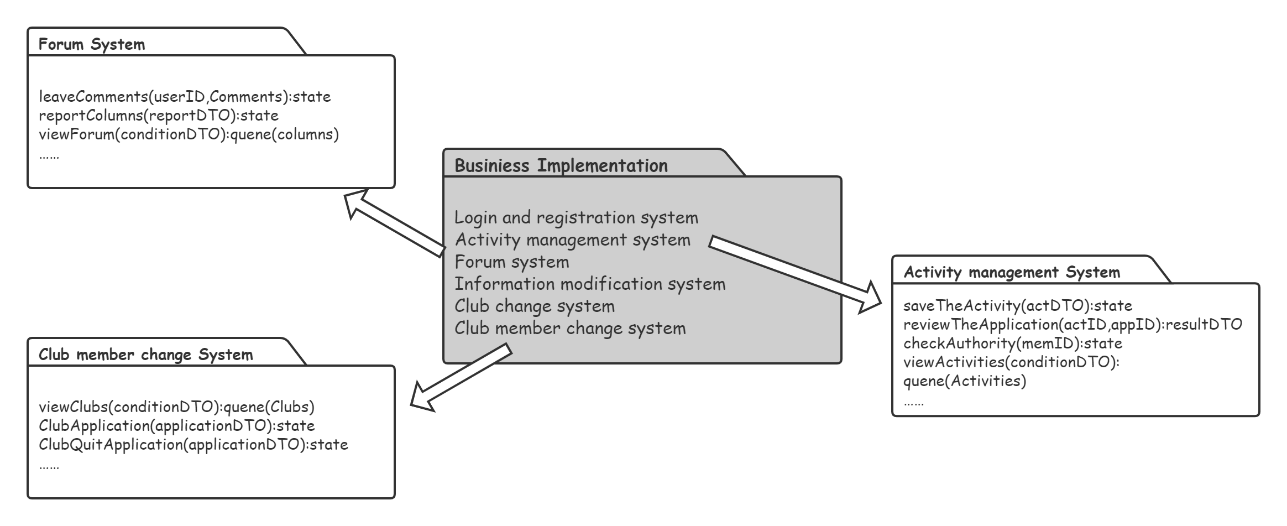 Forum System
leaveComments(userID,Comments):state
reportColumns(reportDTO):state
viewForum(conditionDTO):quene(columns)
......
Businiess Implementation
Login and registration system
Activity management system
Forum system
Information modification system
Club change system
Club member change system
Activity management System
saveTheActivity(actDTO):state
reviewTheApplication(actID,appID):resultDTO
checkAuthority(memID):state
viewActivities(conditionDTO):
quene(Activities)
......
Club member change System
viewClubs(conditionDTO):quene(Clubs)
ClubApplication(applicationDTO):state
ClubQuitApplication(applicationDTO):state
......